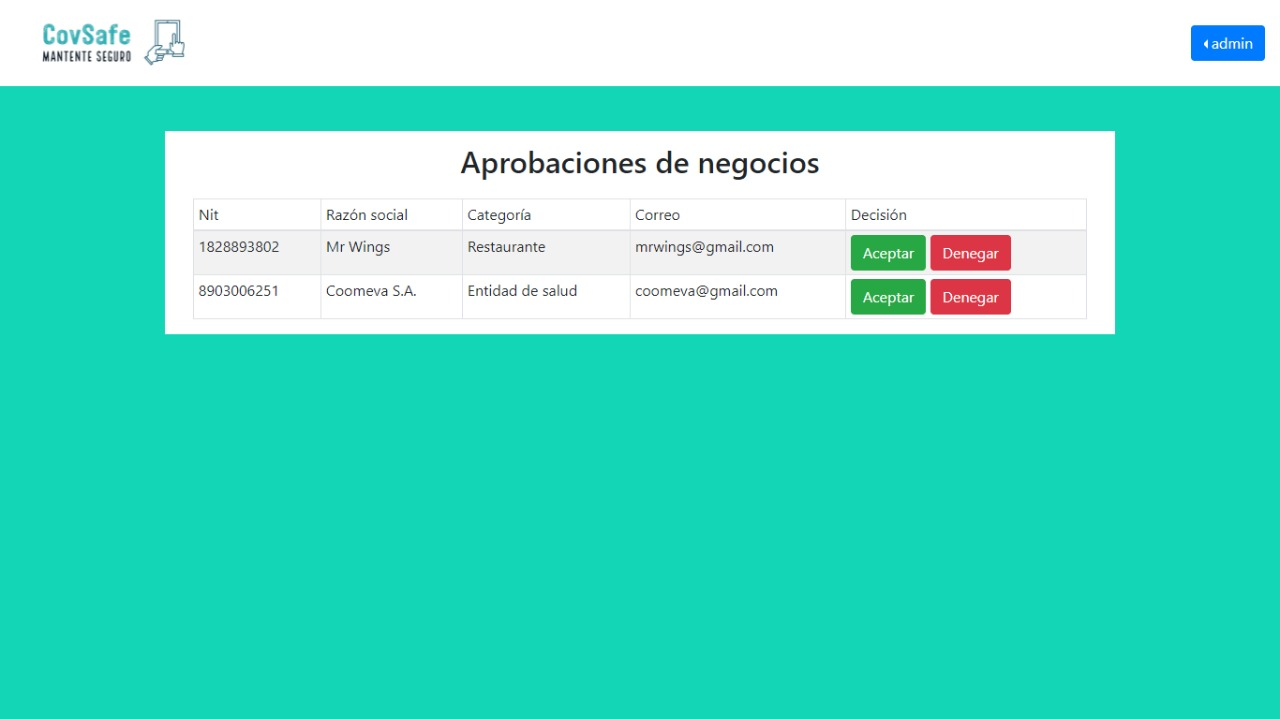 CovSafe
MANTENTE SEGURO
admin
Aprobaciones de negocios
Nit Razón social Categoría Correo Decisión
1828893802 Mr Wings Restaurante mrwings@gmail.com Aceptar Denegar
8903006251 Coomeva S.A. Entidad de salud coomeva@gmail.com Aceptar Denegar